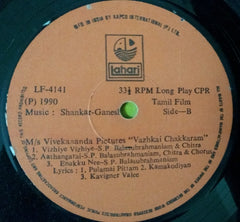 MFG. IN INDIA BY KAPCO INTERNATIONAL (P) LTD.
lahari
LF-4141
33⅓ RPM Long Play CPR
(P) 1990
Tamil Film
Music : Shankar-Ganesh
Side—B
M/s Vivekananda Pictures "Vazhkai Chakkaram"
1. Vizhiye Vizhiye-S.P. Balasubrahmaniam & Chitra
2. Aathangarai-S.P. Balasubrahmaniam, Chitra & Chorus
3. Enakku Nee-S.P. Balasubrahmaniam
Lyrics : 1. Pulamai Pittan 2. Kamakodiyan
3. Kavignar Valee